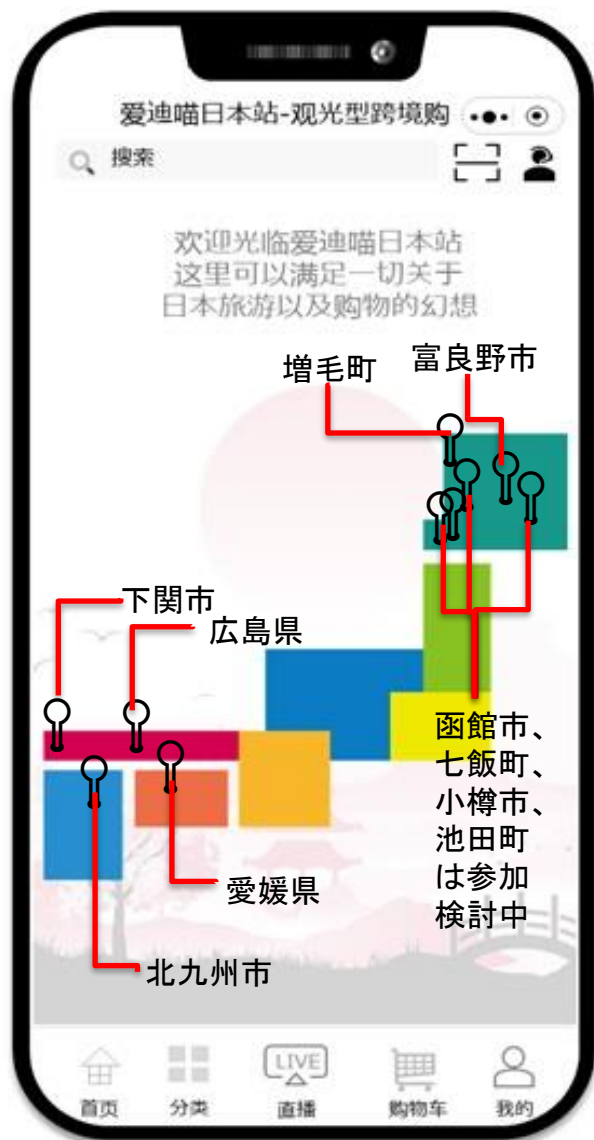 爱迪喵日本站-观光型跨境购
搜索
欢迎光临爱迪喵日本站
这里可以满足一切关于
日本旅游以及购物的幻想
増毛町
富良野市
下関市
広島県
函館市、
七飯町、
小樽市、
池田町
は参加
検討中
愛媛県
北九州市
LIVE
首页
分类
直播
购物车
我的